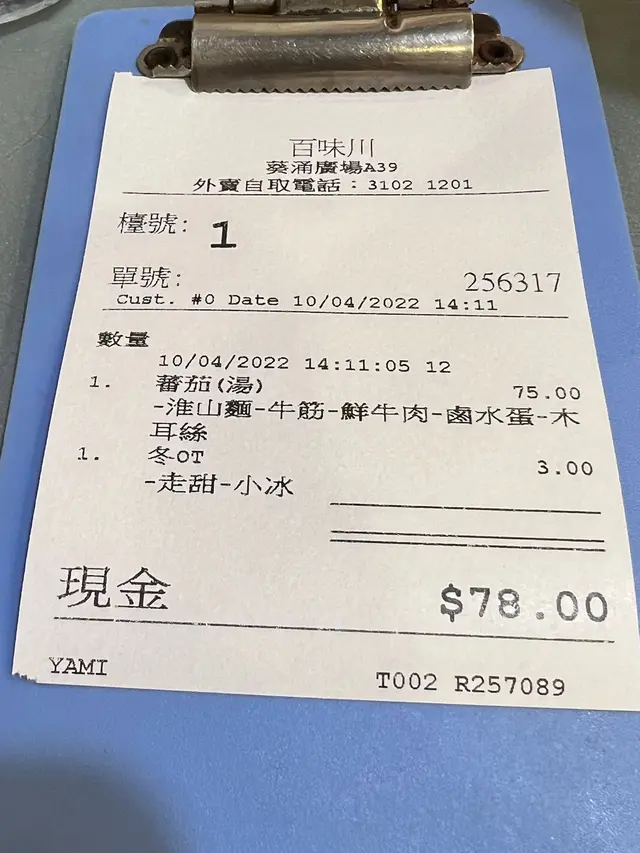 百味川
葵涌廣場A39
外賣自取電話：3102 1201
檯號: 1
單號: 256317
Cust. #0 Date 10/04/2022 14:11
數量
10/04/2022 14:11:05 12
1. 蕃茄(湯) 75.00
-淮山麵-牛筋-鮮牛肉-鹵水蛋-木
耳絲
1. 冬OT 3.00
-走甜-小冰
現金 $78.00
YAMI T002 R257089